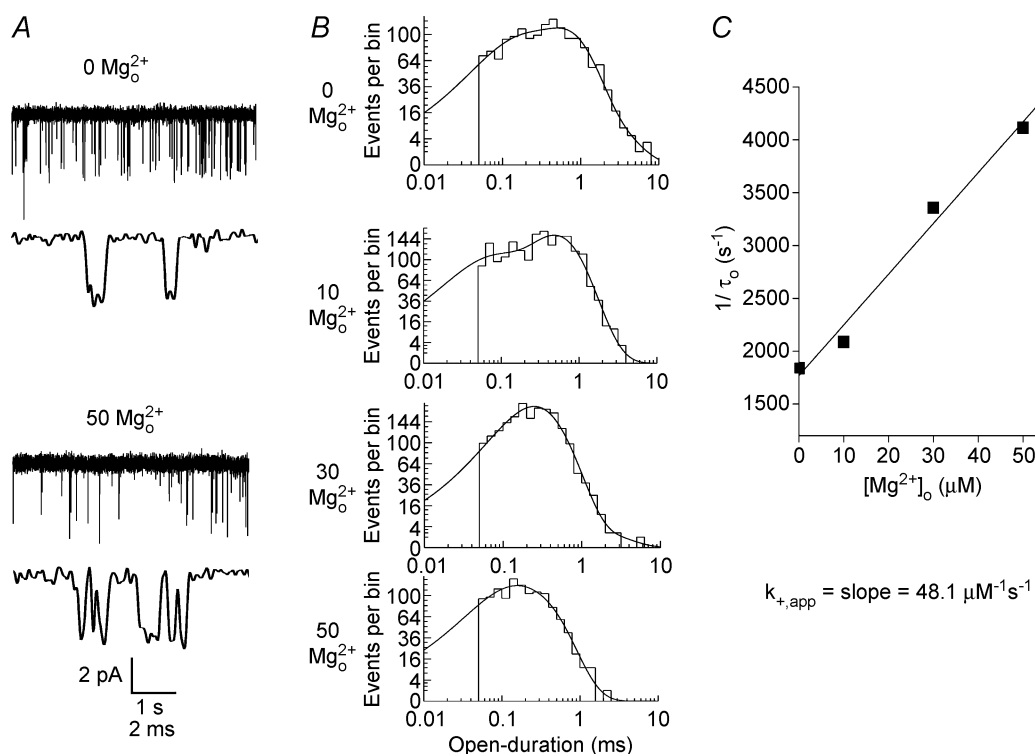 A
0 Mg²⁺ₒ
50 Mg²⁺ₒ
2 pA
1 s
2 ms
B
Events per bin
100
64
36
16
4
0
0
Mg²⁺ₒ
0.01
0.1
1
10
Events per bin
144
100
64
36
16
4
0
10
Mg²⁺ₒ
0.01
0.1
1
10
Events per bin
144
100
64
36
16
4
0
30
Mg²⁺ₒ
0.01
0.1
1
10
Events per bin
100
64
36
16
4
0
50
Mg²⁺ₒ
0.01
0.1
1
10
Open-duration (ms)
C
1/ τₒ (s⁻¹)
4500
4000
3500
3000
2500
2000
1500
0
10
20
30
40
50
[Mg²⁺]ₒ (μM)
k₊,app = slope = 48.1 μM⁻¹s⁻¹